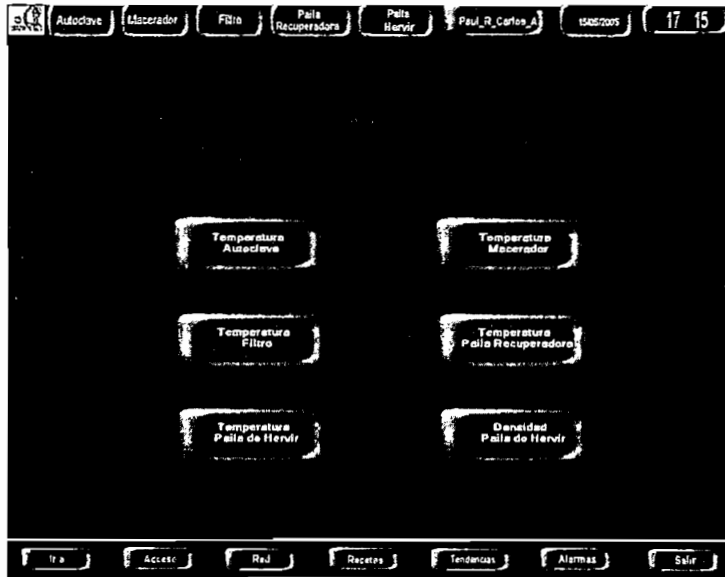 Autoclave
Macerador
Filtro
Paila
Recuperadora
Paila
Hervir
Paul_R_Carlos_A
15/05/2005
17 15
Temperatura
Autoclave
Temperatura
Macerador
Temperatura
Filtro
Temperatura
Paila Recuperadora
Temperatura
Paila de Hervir
Densidad
Paila de Hervir
Ir a
Acceso
Red
Recetas
Tendencias
Alarmas
Salir